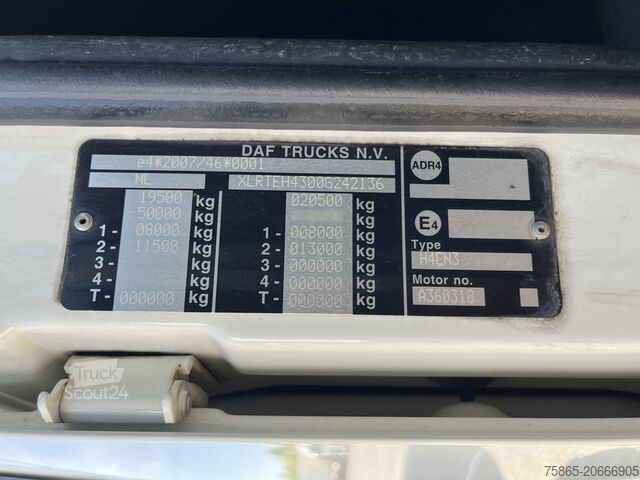 DAF TRUCKS N.V.
e4*2007/46*0001
NL XLRTEH4300G242136
19500 kg 020500 kg
50000 kg kg
1- 08000 kg 1- 008000 kg
2- 11500 kg 2- 013000 kg
3- kg 3- 000000 kg
4- kg 4- 000000 kg
T- 000000 kg T- 000000 kg
ADR4
E4
Type
H4EN3
Motor no.
A360318
Truck
Scout24
75865-20666905